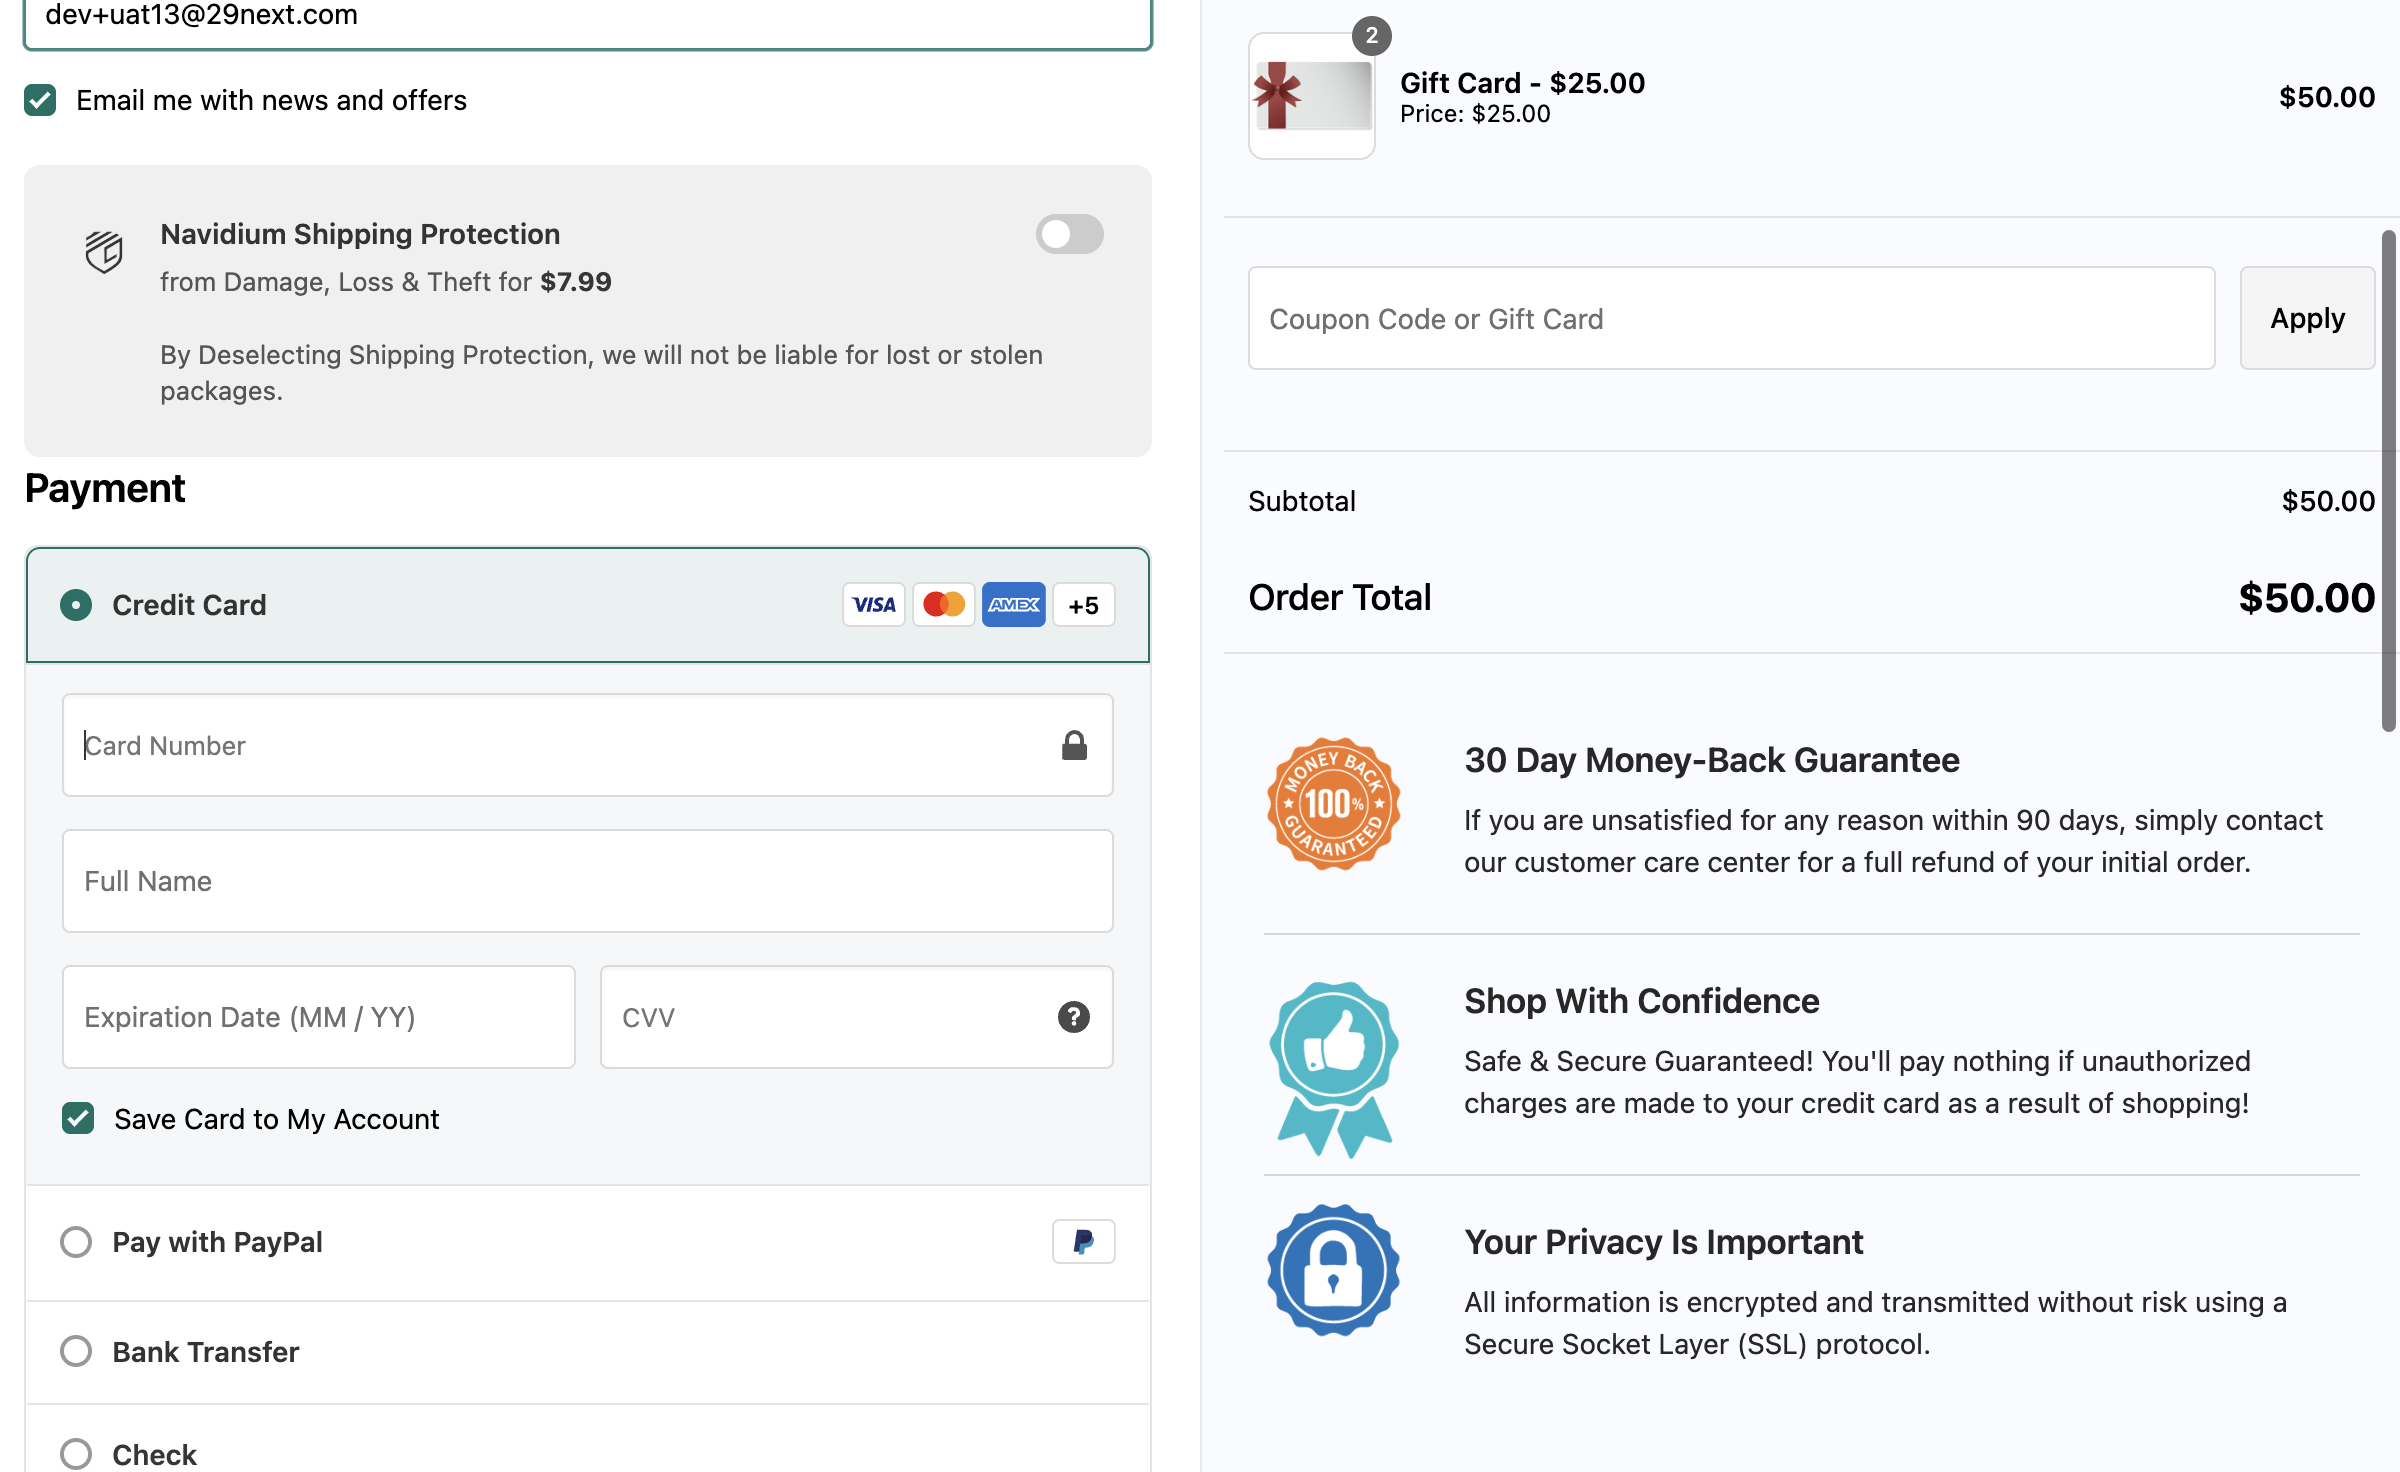 dev+uat13@29next.com
Email me with news and offers
Navidium Shipping Protection
from Damage, Loss & Theft for $7.99
By Deselecting Shipping Protection, we will not be liable for lost or stolen
packages.
Payment
Credit Card
VISA
AMEX
+5
Card Number
Full Name
Expiration Date (MM / YY)
CVV
?
Save Card to My Account
Pay with PayPal
Bank Transfer
Check
2
Gift Card - $25.00
Price: $25.00
$50.00
Coupon Code or Gift Card
Apply
Subtotal
$50.00
Order Total
$50.00
MONEY BACK
100%
GUARANTEED
30 Day Money-Back Guarantee
If you are unsatisfied for any reason within 90 days, simply contact
our customer care center for a full refund of your initial order.
Shop With Confidence
Safe & Secure Guaranteed! You'll pay nothing if unauthorized
charges are made to your credit card as a result of shopping!
Your Privacy Is Important
All information is encrypted and transmitted without risk using a
Secure Socket Layer (SSL) protocol.